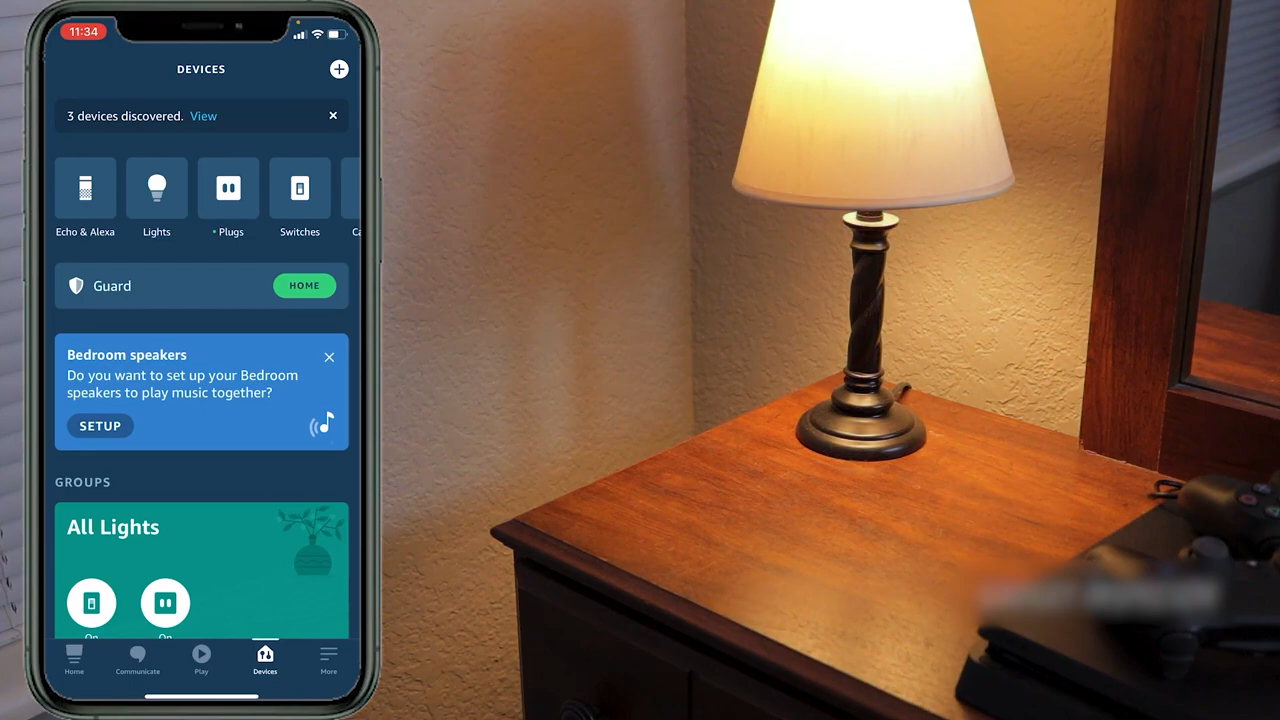 11:34
DEVICES
3 devices discovered. View
Echo & Alexa
Lights
Plugs
Switches
Guard
HOME
Bedroom speakers
Do you want to set up your Bedroom
speakers to play music together?
SETUP
GROUPS
All Lights
On
On
Home
Communicate
Play
Devices
More